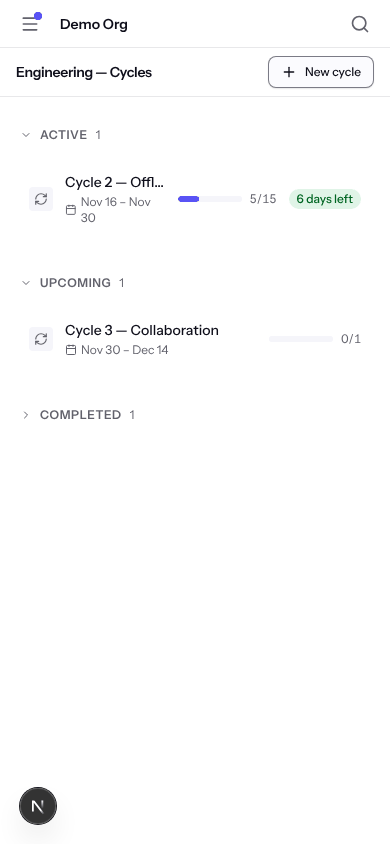 Demo Org
Engineering — Cycles
New cycle
ACTIVE 1
Cycle 2 — Offl...
Nov 16 – Nov
30
5/15
6 days left
UPCOMING 1
Cycle 3 — Collaboration
Nov 30 – Dec 14
0/1
COMPLETED 1
N